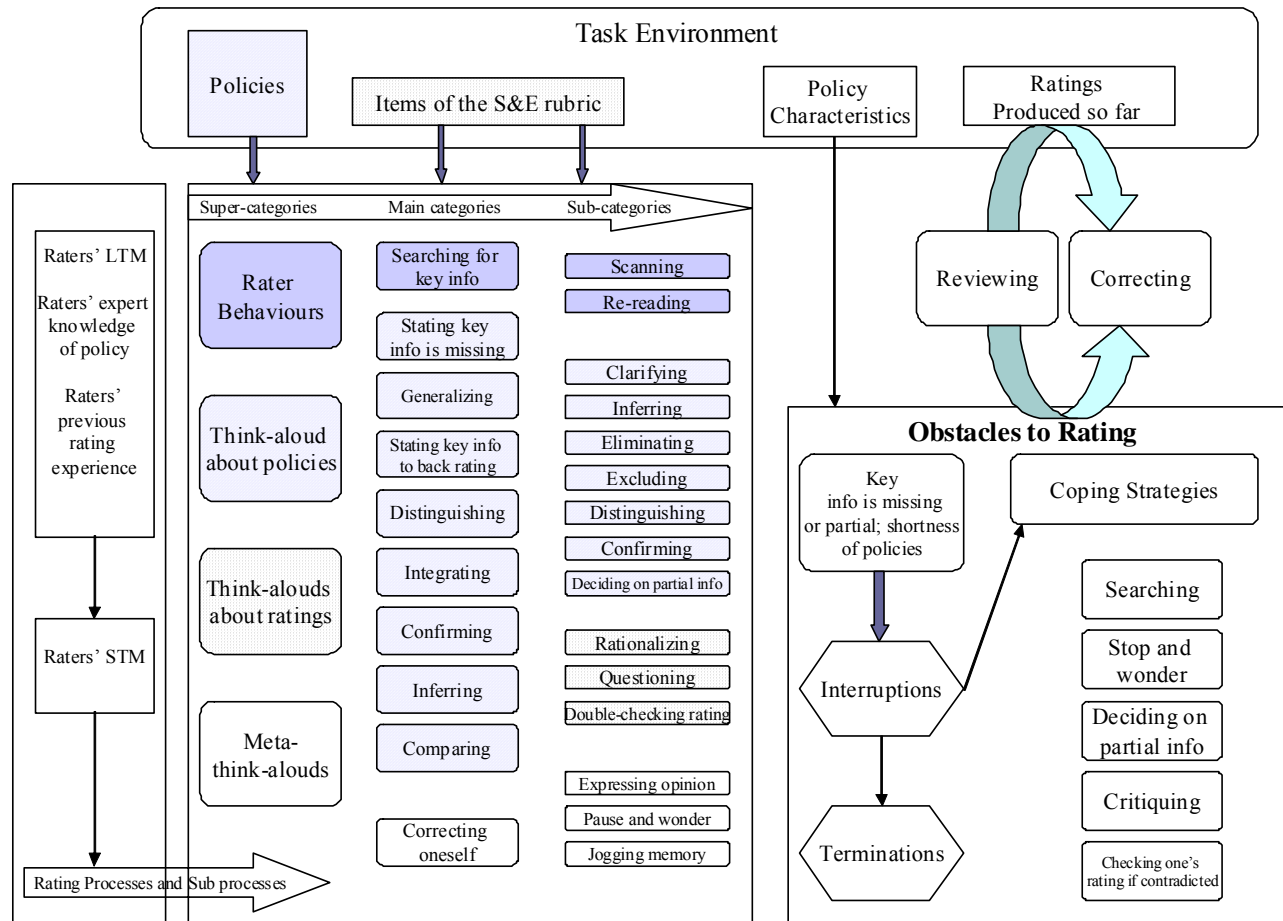 Task Environment
Policies
Items of the S&E rubric
Policy
Characteristics
Ratings
Produced so far
Super-categories
Main categories
Sub-categories
Raters’ LTM
Raters’ expert
knowledge
of policy
Raters’
previous
rating
experience
Raters’ STM
Rating Processes and Sub processes
Rater
Behaviours
Think-aloud
about policies
Think-alouds
about ratings
Meta-
think-alouds
Searching for
key info
Stating key
info is missing
Generalizing
Stating key info
to back rating
Distinguishing
Integrating
Confirming
Inferring
Comparing
Correcting
oneself
Scanning
Re-reading
Clarifying
Inferring
Eliminating
Excluding
Distinguishing
Confirming
Deciding on partial info
Rationalizing
Questioning
Double-checking rating
Expressing opinion
Pause and wonder
Jogging memory
Reviewing
Correcting
Obstacles to Rating
Key
info is missing
or partial; shortness
of policies
Interruptions
Terminations
Coping Strategies
Searching
Stop and
wonder
Deciding on
partial info
Critiquing
Checking one’s
rating if contradicted